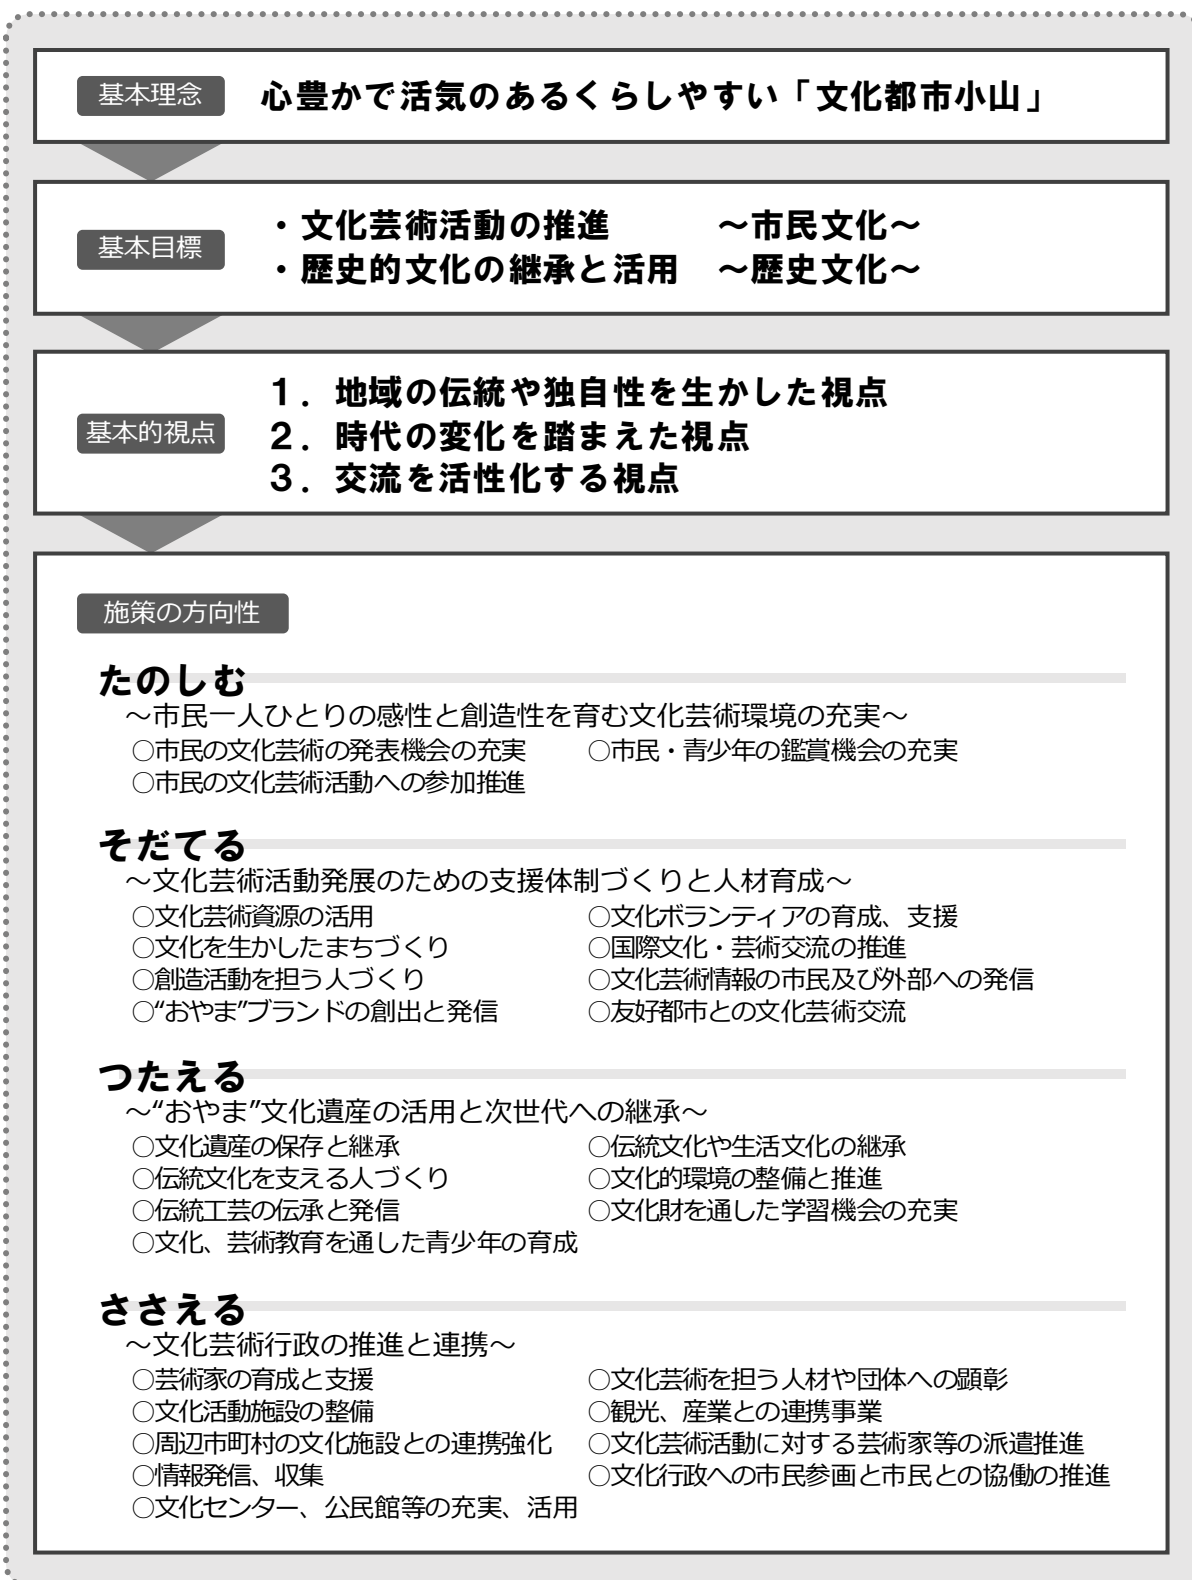 基本理念 心豊かで活気のあるくらしやすい「文化都市小山」
基本目標
・文化芸術活動の推進 ～市民文化～
・歴史的文化の継承と活用 ～歴史文化～
基本的視点
１．地域の伝統や独自性を生かした視点
２．時代の変化を踏まえた視点
３．交流を活性化する視点
施策の方向性
たのしむ
～市民一人ひとりの感性と創造性を育む文化芸術環境の充実～
○市民の文化芸術の発表機会の充実 ○市民・青少年の鑑賞機会の充実
○市民の文化芸術活動への参加推進
そだてる
～文化芸術活動発展のための支援体制づくりと人材育成～
○文化芸術資源の活用 ○文化ボランティアの育成、支援
○文化を生かしたまちづくり ○国際文化・芸術交流の推進
○創造活動を担う人づくり ○文化芸術情報の市民及び外部への発信
○“おやま”ブランドの創出と発信 ○友好都市との文化芸術交流
つたえる
～“おやま”文化遺産の活用と次世代への継承～
○文化遺産の保存と継承 ○伝統文化や生活文化の継承
○伝統文化を支える人づくり ○文化的環境の整備と推進
○伝統工芸の伝承と発信 ○文化財を通した学習機会の充実
○文化、芸術教育を通した青少年の育成
ささえる
～文化芸術行政の推進と連携～
○芸術家の育成と支援 ○文化芸術を担う人材や団体への顕彰
○文化活動施設の整備 ○観光、産業との連携事業
○周辺市町村の文化施設との連携強化 ○文化芸術活動に対する芸術家等の派遣推進
○情報発信、収集 ○文化行政への市民参画と市民との協働の推進
○文化センター、公民館等の充実、活用